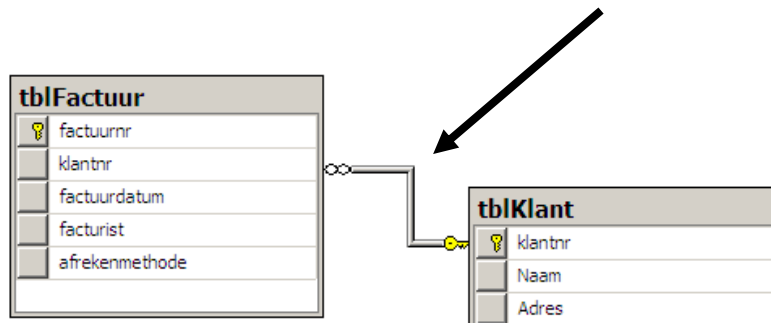 tblFactuur
factuurnr
klantnr
factuurdatum
facturist
afrekenmethode
tblKlant
klantnr
Naam
Adres